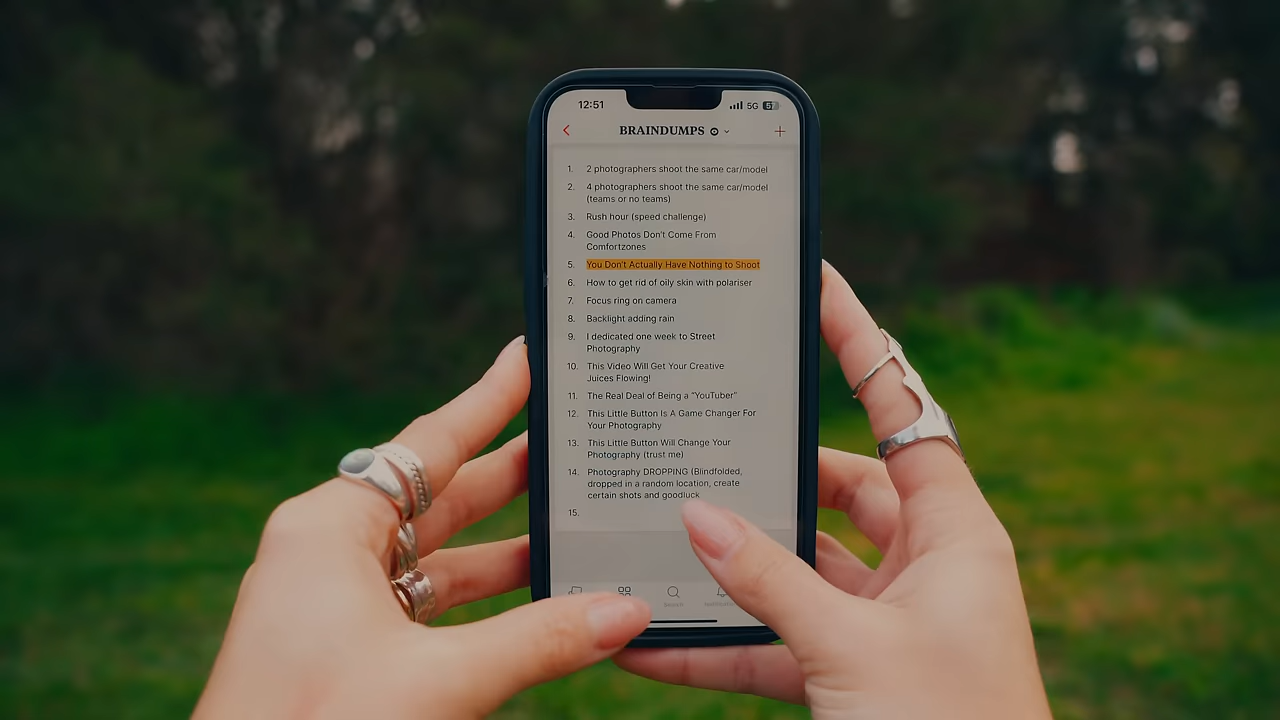 12:51
5G
BRAINDUMPS
1. 2 photographers shoot the same car/model
2. 4 photographers shoot the same car/model
(teams or no teams)
3. Rush hour (speed challenge)
4. Good Photos Don't Come From
Comfortzones
5. You Don't Actually Have Nothing to Shoot
6. How to get rid of oily skin with polariser
7. Focus ring on camera
8. Backlight adding rain
9. I dedicated one week to Street
Photography
10. This Video Will Get Your Creative
Juices Flowing!
11. The Real Deal of Being a "YouTuber"
12. This Little Button Is A Game Changer For
Your Photography
13. This Little Button Will Change Your
Photography (trust me)
14. Photography DROPPING (Blindfolded,
dropped in a random location, create
certain shots and goodluck
15.
Search